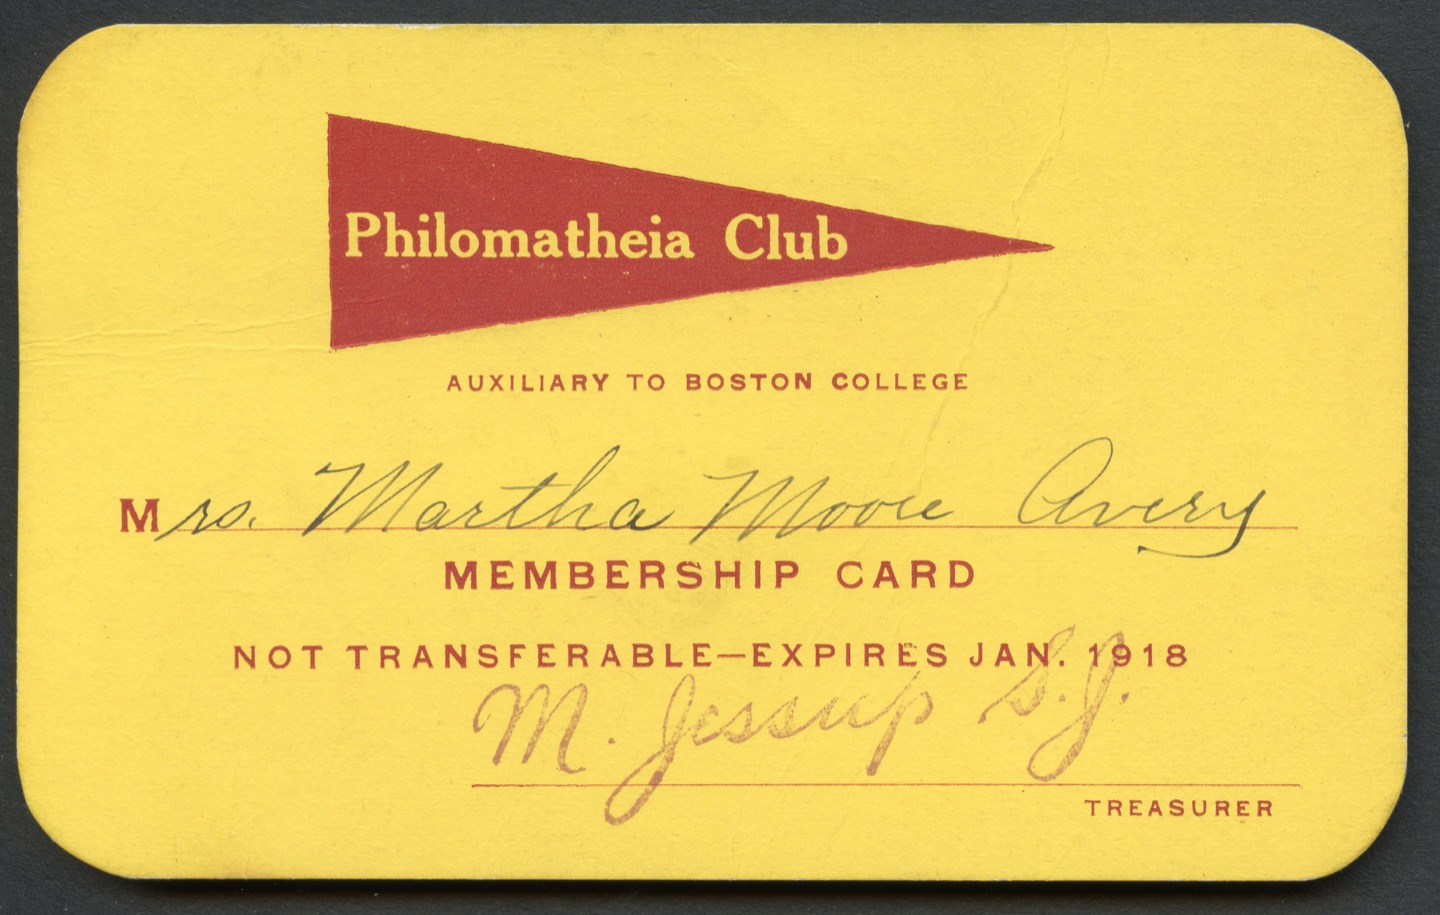 Philomatheia Club
AUXILIARY TO BOSTON COLLEGE
Mrs. Martha Moore Avery
MEMBERSHIP CARD
NOT TRANSFERABLE—EXPIRES JAN. 1918
M. Jessup S.J.
TREASURER